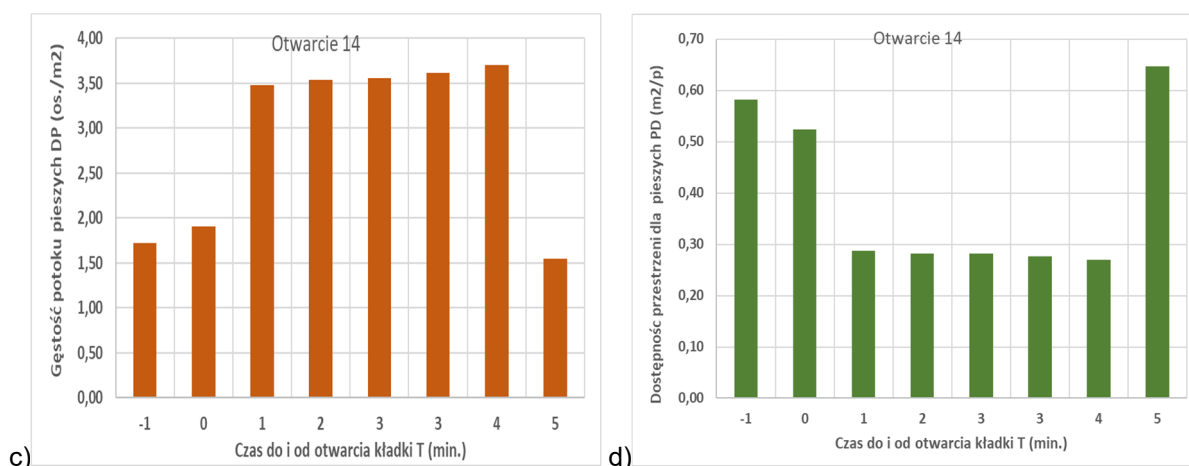 Otwarcie 14
Gęstość potoku pieszych DP (os./m2)
4,00
3,50
3,00
2,50
2,00
1,50
1,00
0,50
0,00
-1 0 1 2 3 3 4 5
Czas do i od otwarcia kładki T (min.)
c)
Otwarcie 14
Dostępnośc przestrzeni dla pieszych PD (m2/p)
0,70
0,60
0,50
0,40
0,30
0,20
0,10
0,00
-1 0 1 2 3 3 4 5
Czas do i od otwarcia kładki T (min.)
d)